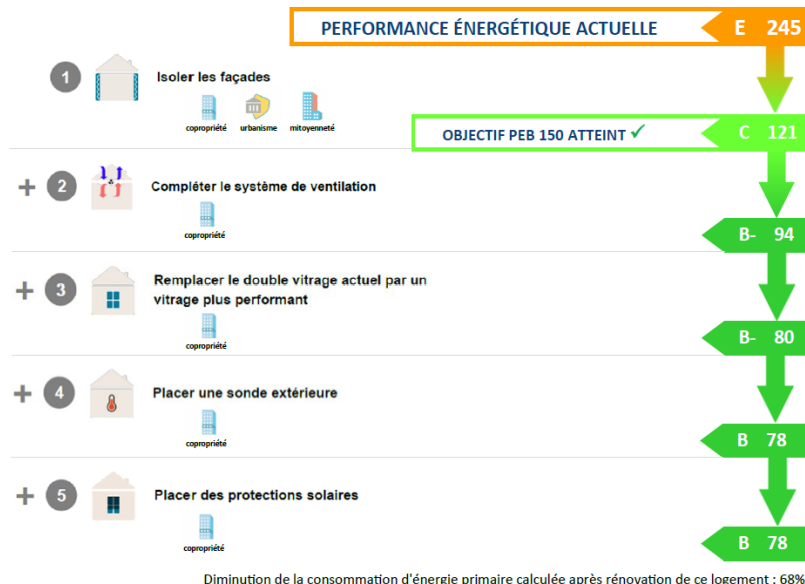 PERFORMANCE ÉNERGÉTIQUE ACTUELLE
E 245
1
Isoler les façades
copropriété urbanisme mitoyenneté
OBJECTIF PEB 150 ATTEINT ✓
C 121
+ 2
Compléter le système de ventilation
copropriété
B- 94
+ 3
Remplacer le double vitrage actuel par un
vitrage plus performant
copropriété
B- 80
+ 4
Placer une sonde extérieure
copropriété
B 78
+ 5
Placer des protections solaires
copropriété
B 78
Diminution de la consommation d'énergie primaire calculée après rénovation de ce logement : 68%